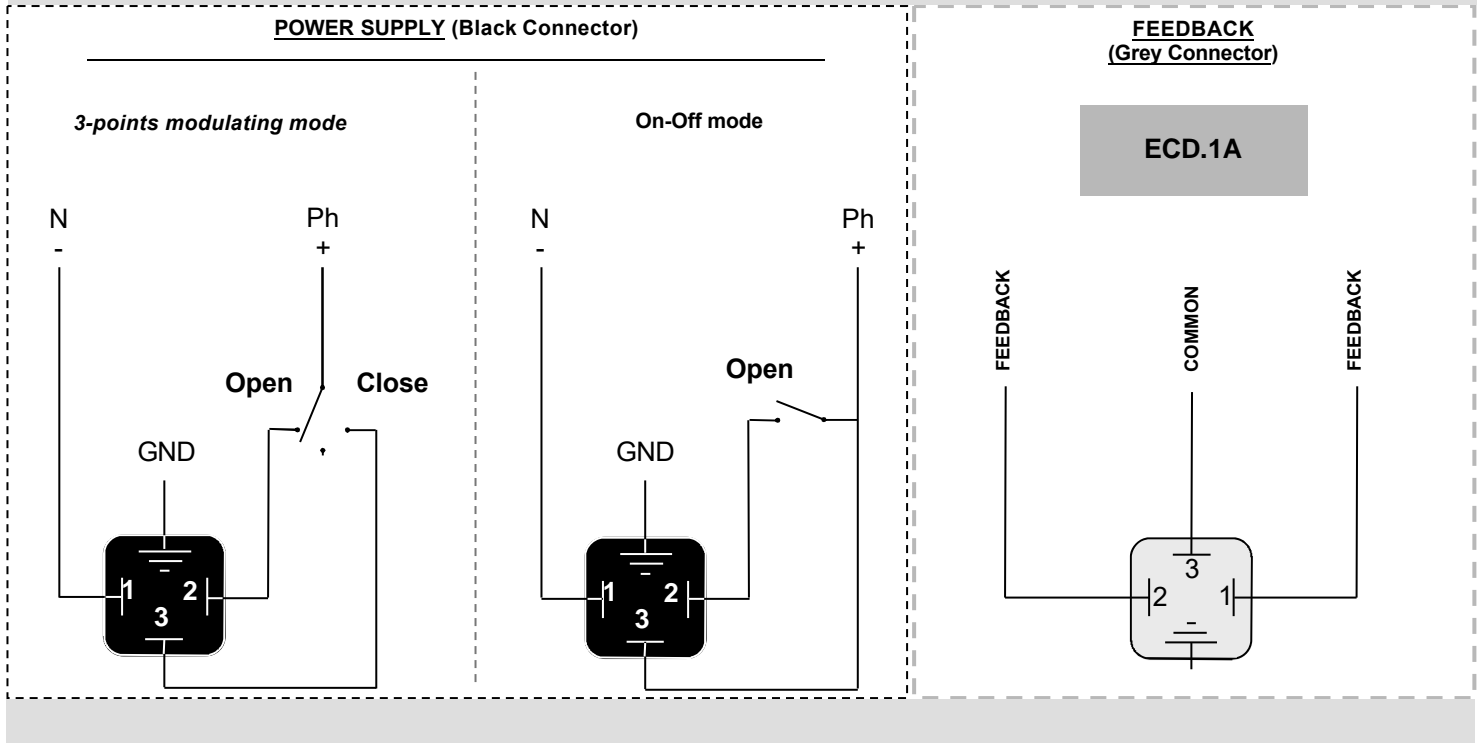 POWER SUPPLY (Black Connector)
3-points modulating mode
N
-
Ph
+
Open
Close
GND
1
2
3
On-Off mode
N
-
Ph
+
Open
GND
1
2
3
FEEDBACK
(Grey Connector)
ECD.1A
FEEDBACK
COMMON
FEEDBACK
3
2
1